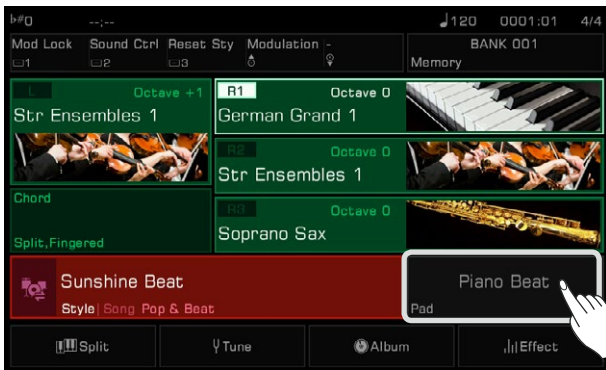 b#0 --;-- ♩120 0001:01 4/4
Mod Lock Sound Ctrl Reset Sty Modulation - BANK 001
1 2 3 Memory
L Octave +1
Str Ensembles 1
R1 Octave 0
German Grand 1
R2 Octave 0
Str Ensembles 1
Chord
Split,Fingered
R3 Octave 0
Soprano Sax
Sunshine Beat
Style| Song Pop & Beat
Piano Beat
Pad
Split Tune Album Effect